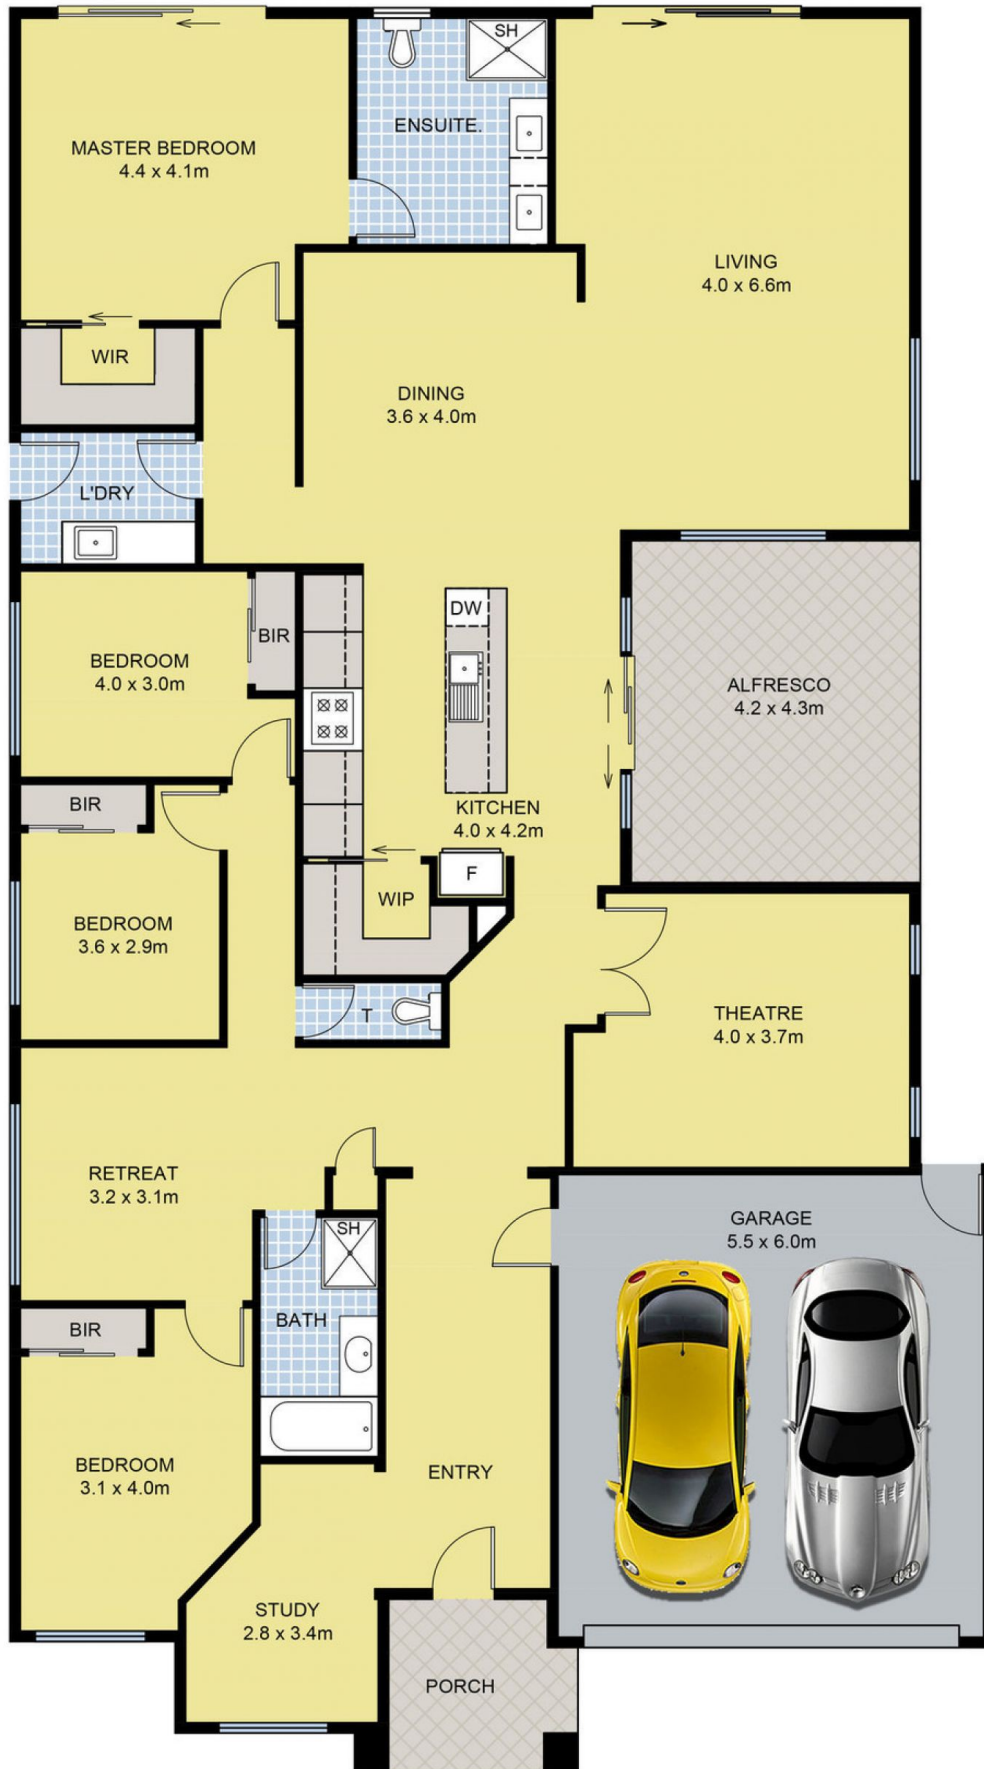 SH
ENSUITE.
MASTER BEDROOM
4.4 x 4.1m
LIVING
4.0 x 6.6m
WIR
DINING
3.6 x 4.0m
L'DRY
DW
BIR
BEDROOM
4.0 x 3.0m
ALFRESCO
4.2 x 4.3m
BIR
KITCHEN
4.0 x 4.2m
F
WIP
BEDROOM
3.6 x 2.9m
T
THEATRE
4.0 x 3.7m
RETREAT
3.2 x 3.1m
GARAGE
5.5 x 6.0m
SH
BATH
BIR
BEDROOM
3.1 x 4.0m
ENTRY
STUDY
2.8 x 3.4m
PORCH